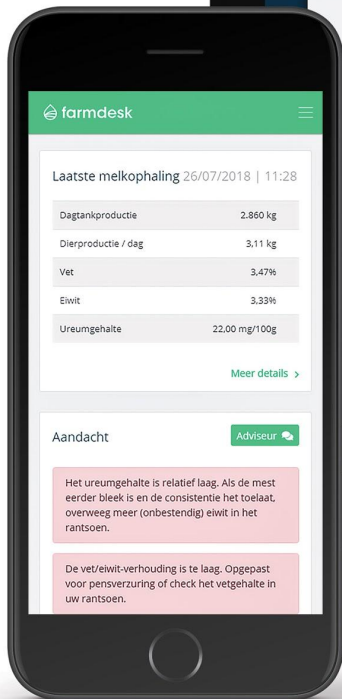 farmdesk
Laatste melkophaling 26/07/2018 | 11:28
Dagtankproductie 2.860 kg
Dierproductie / dag 3,11 kg
Vet 3,47%
Eiwit 3,33%
Ureumgehalte 22,00 mg/100g
Meer details
Aandacht Adviseur
Het ureumgehalte is relatief laag. Als de mest
eerder bleek is en de consistentie het toelaat,
overweeg meer (onbestendig) eiwit in het
rantsoen.
De vet/eiwit-verhouding is te laag. Opgepast
voor pensverzuring of check het vetgehalte in
uw rantsoen.